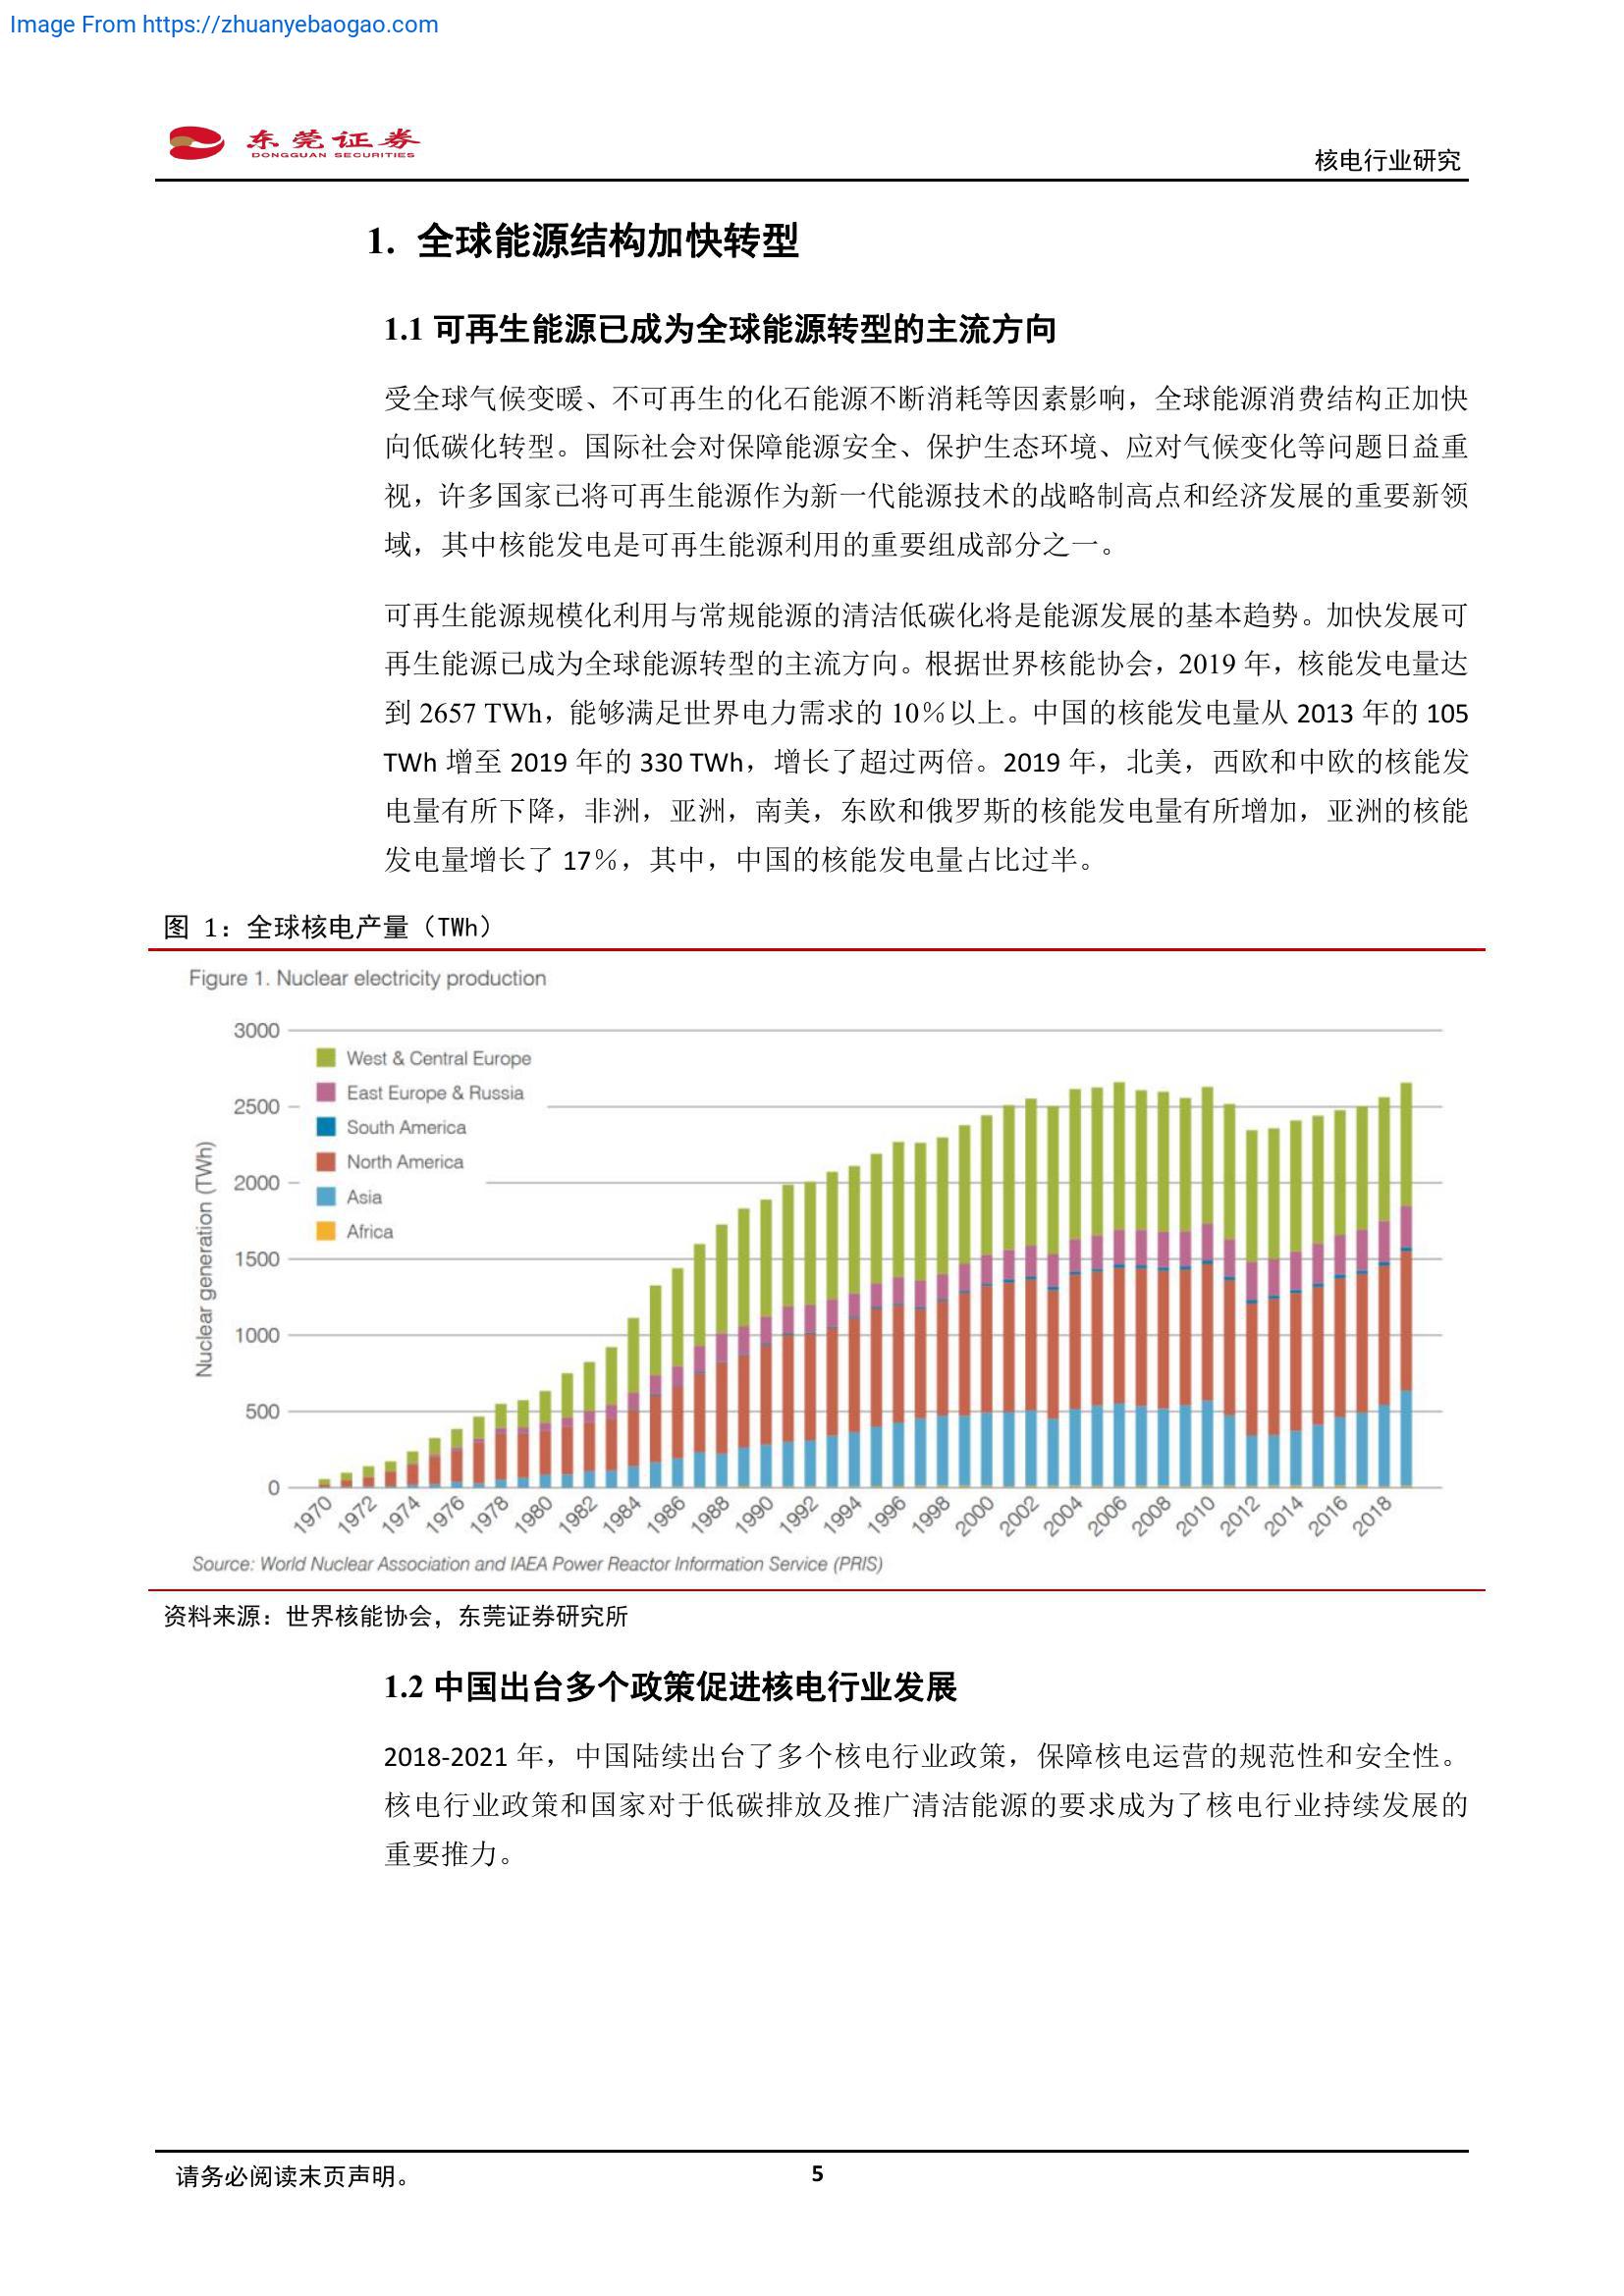 Image From https://zhuanyebaogao.com
东莞证券
DONGGUAN SECURITIES
核电行业研究
1. 全球能源结构加快转型
1.1 可再生能源已成为全球能源转型的主流方向
受全球气候变暖、不可再生的化石能源不断消耗等因素影响，全球能源消费结构正加快
向低碳化转型。国际社会对保障能源安全、保护生态环境、应对气候变化等问题日益重
视，许多国家已将可再生能源作为新一代能源技术的战略制高点和经济发展的重要新领
域，其中核能发电是可再生能源利用的重要组成部分之一。
可再生能源规模化利用与常规能源的清洁低碳化将是能源发展的基本趋势。加快发展可
再生能源已成为全球能源转型的主流方向。根据世界核能协会，2019 年，核能发电量达
到 2657 TWh，能够满足世界电力需求的 10％以上。中国的核能发电量从 2013 年的 105
TWh 增至 2019 年的 330 TWh，增长了超过两倍。2019 年，北美，西欧和中欧的核能发
电量有所下降，非洲，亚洲，南美，东欧和俄罗斯的核能发电量有所增加，亚洲的核能
发电量增长了 17％，其中，中国的核能发电量占比过半。
图 1：全球核电产量（TWh）
Figure 1. Nuclear electricity production
Nuclear generation (TWh)
3000
2500
2000
1500
1000
500
0
West & Central Europe
East Europe & Russia
South America
North America
Asia
Africa
1970 1972 1974 1976 1978 1980 1982 1984 1986 1988 1990 1992 1994 1996 1998 2000 2002 2004 2006 2008 2010 2012 2014 2016 2018
Source: World Nuclear Association and IAEA Power Reactor Information Service (PRIS)
资料来源：世界核能协会，东莞证券研究所
1.2 中国出台多个政策促进核电行业发展
2018-2021 年，中国陆续出台了多个核电行业政策，保障核电运营的规范性和安全性。
核电行业政策和国家对于低碳排放及推广清洁能源的要求成为了核电行业持续发展的
重要推力。
请务必阅读末页声明。
5